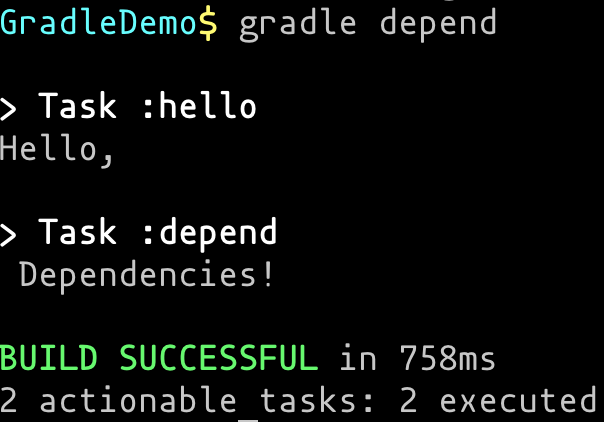 GradleDemo$ gradle depend
> Task :hello
Hello,
> Task :depend
 Dependencies!
BUILD SUCCESSFUL in 758ms
2 actionable tasks: 2 executed